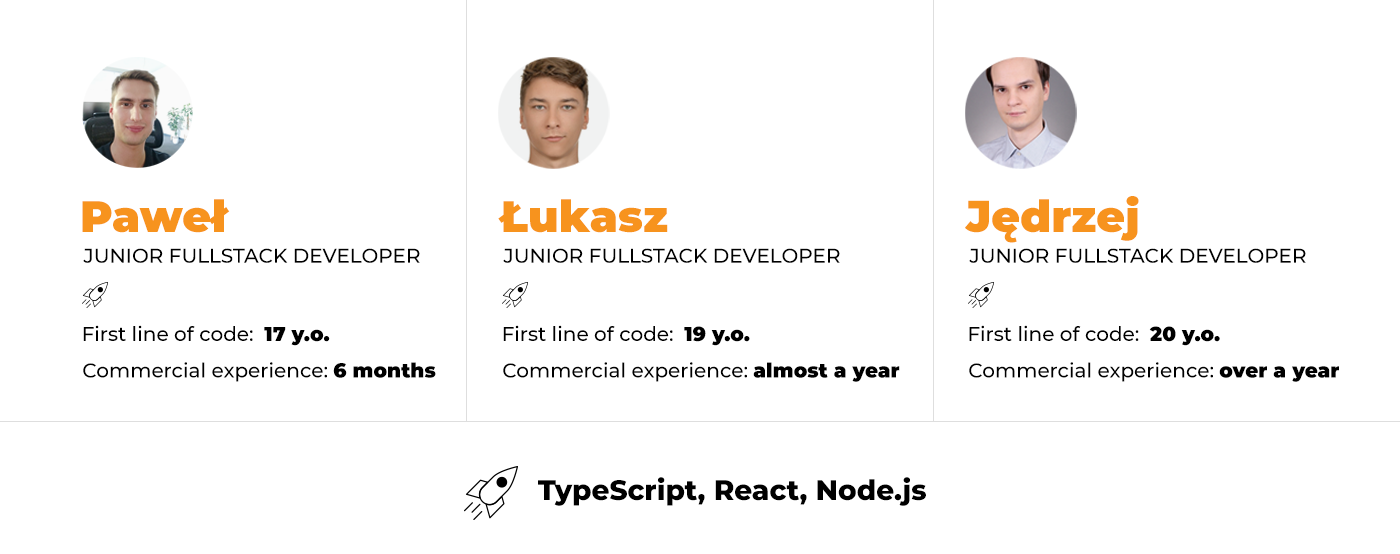 Paweł
JUNIOR FULLSTACK DEVELOPER
First line of code: 17 y.o.
Commercial experience: 6 months
Łukasz
JUNIOR FULLSTACK DEVELOPER
First line of code: 19 y.o.
Commercial experience: almost a year
Jędrzej
JUNIOR FULLSTACK DEVELOPER
First line of code: 20 y.o.
Commercial experience: over a year
TypeScript, React, Node.js